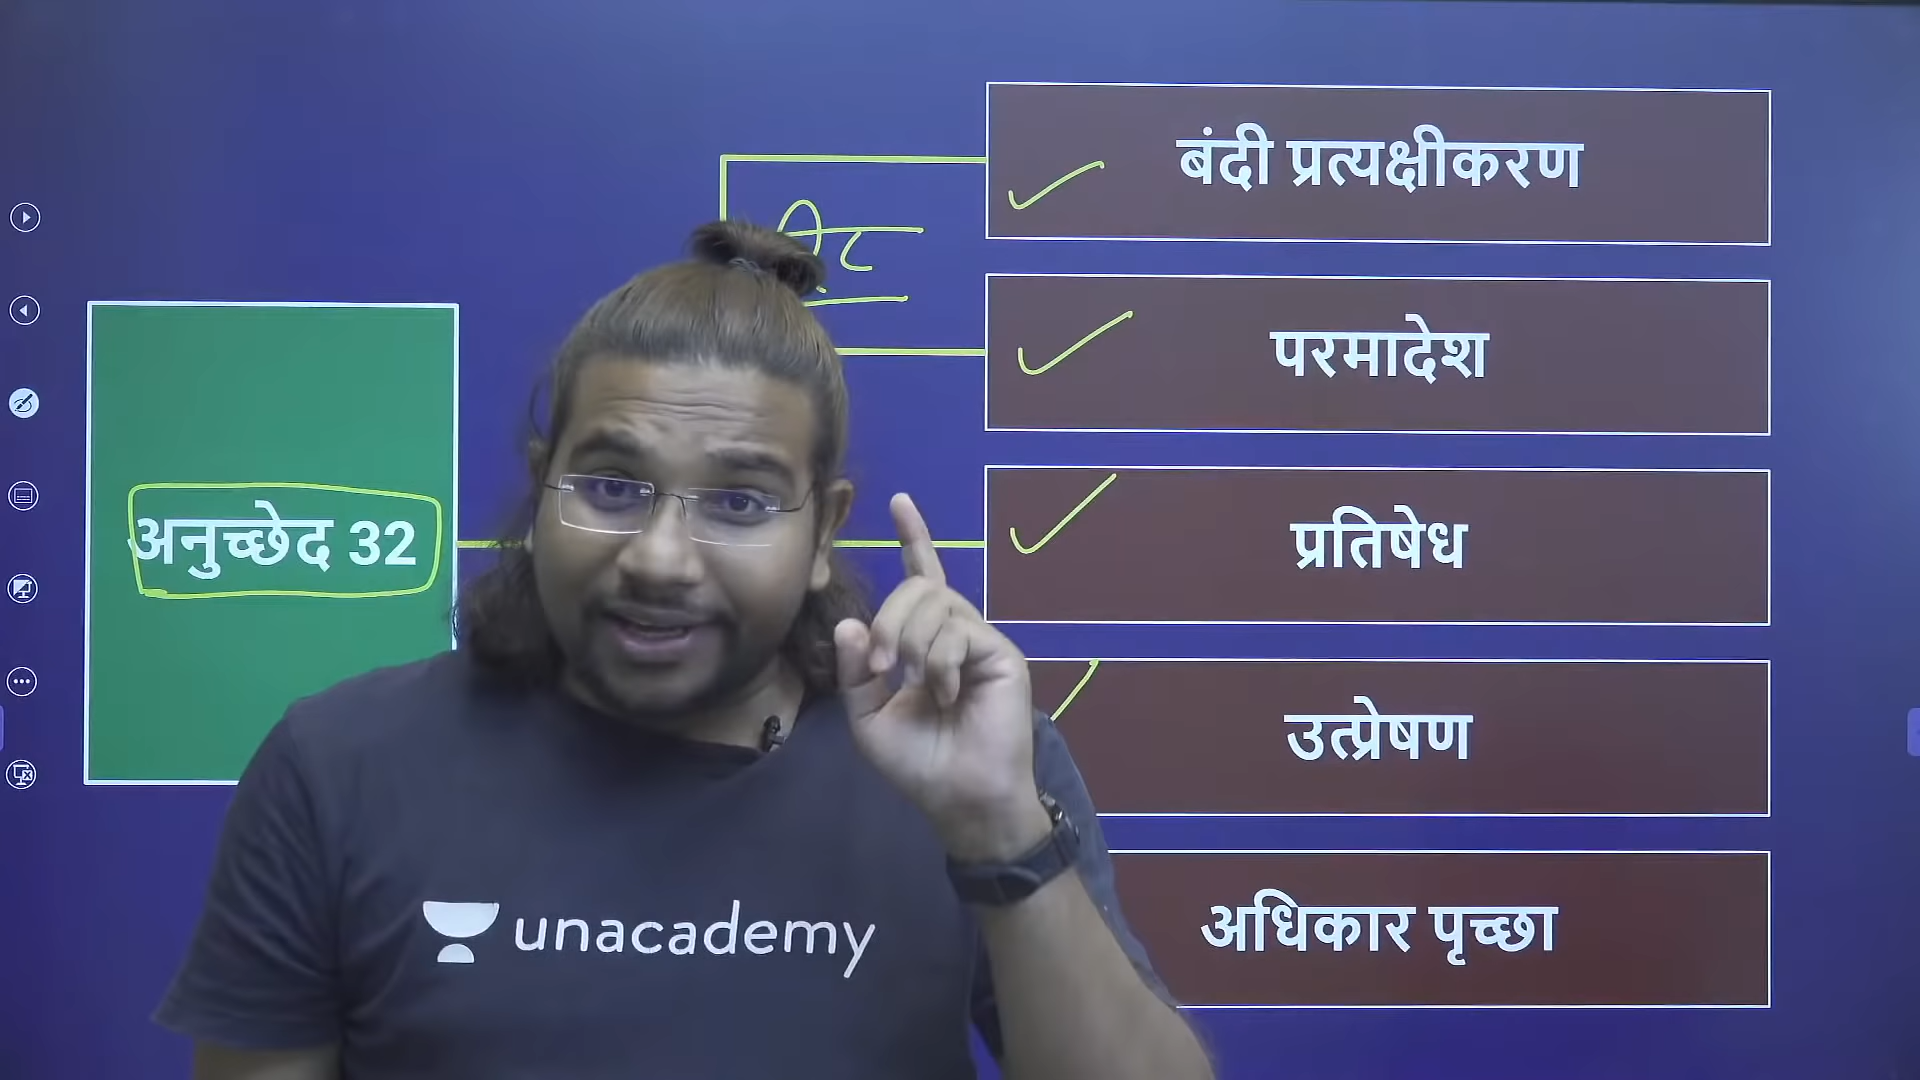 बंदी प्रत्यक्षीकरण
परमादेश
अनुच्छेद 32
प्रतिषेध
उत्प्रेषण
अधिकार पृच्छा
unacademy